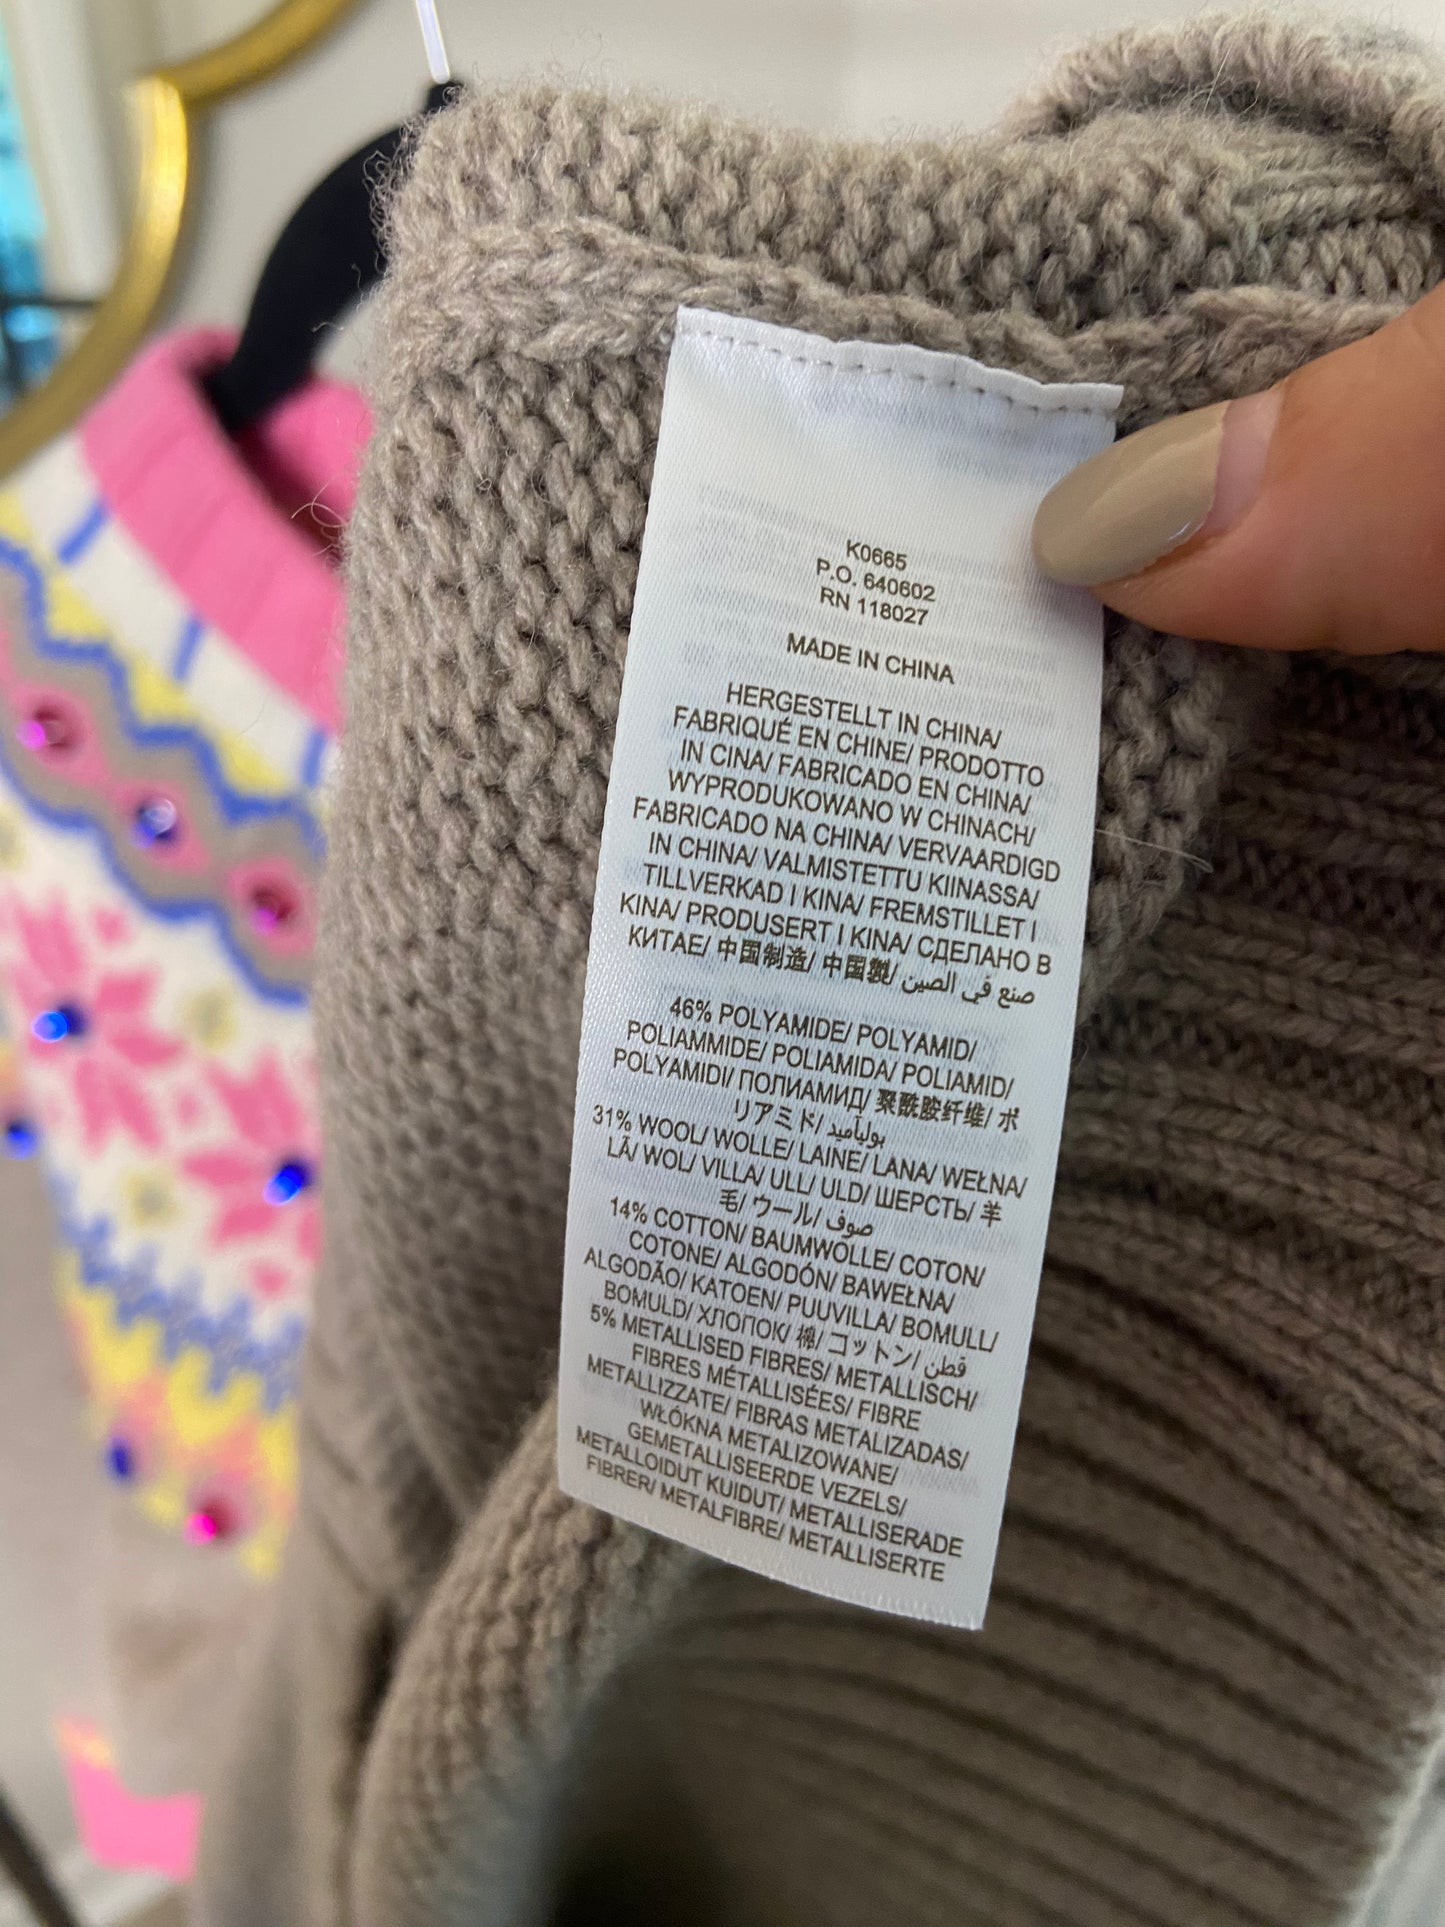 K0665
P.O. 640602
RN 118027
MADE IN CHINA
HERGESTELLT IN CHINA/
FABRIQUÉ EN CHINE/ PRODOTTO
IN CINA/ FABRICADO EN CHINA/
WYPRODUKOWANO W CHINACH/
FABRICADO NA CHINA/ VERVAARDIGD
IN CHINA/ VALMISTETTU KIINASSA/
TILLVERKAD I KINA/ FREMSTILLET I
KINA/ PRODUSERT I KINA/ СДЕЛАНО В
КИТАЕ/ 中国制造/ 中国製/ صنع في الصين
46% POLYAMIDE/ POLYAMID/
POLIAMMIDE/ POLIAMIDA/ POLIAMID/
POLYAMIDI/ ПОЛИАМИД/ 聚酰胺纤维/ ポ
リアミド/ بولياميد
31% WOOL/ WOLLE/ LAINE/ LANA/ WEŁNA/
LÃ/ WOL/ VILLA/ ULL/ ULD/ ШЕРСТЬ/ 羊
毛/ ウール/ صوف
14% COTTON/ BAUMWOLLE/ COTON/
COTONE/ ALGODÓN/ BAWEŁNA/
ALGODÃO/ KATOEN/ PUUVILLA/ BOMULL/
BOMULD/ ХЛОПОК/ 棉/ コットン/ قطن
5% METALLISED FIBRES/ METALLISCH/
FIBRES MÉTALLISÉES/ FIBRE
METALLIZZATE/ FIBRAS METALIZADAS/
WŁÓKNA METALIZOWANE/
GEMETALLISEERDE VEZELS/
METALLOIDUT KUIDUT/ METALLISERADE
FIBRER/ METALFIBRE/ METALLISERTE